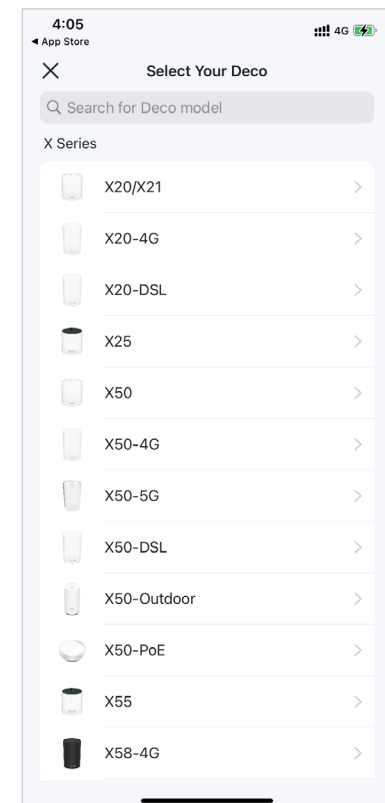 4:05
4G
◀ App Store
Select Your Deco
Search for Deco model
X Series
X20/X21
X20-4G
X20-DSL
X25
X50
X50-4G
X50-5G
X50-DSL
X50-Outdoor
X50-PoE
X55
X58-4G